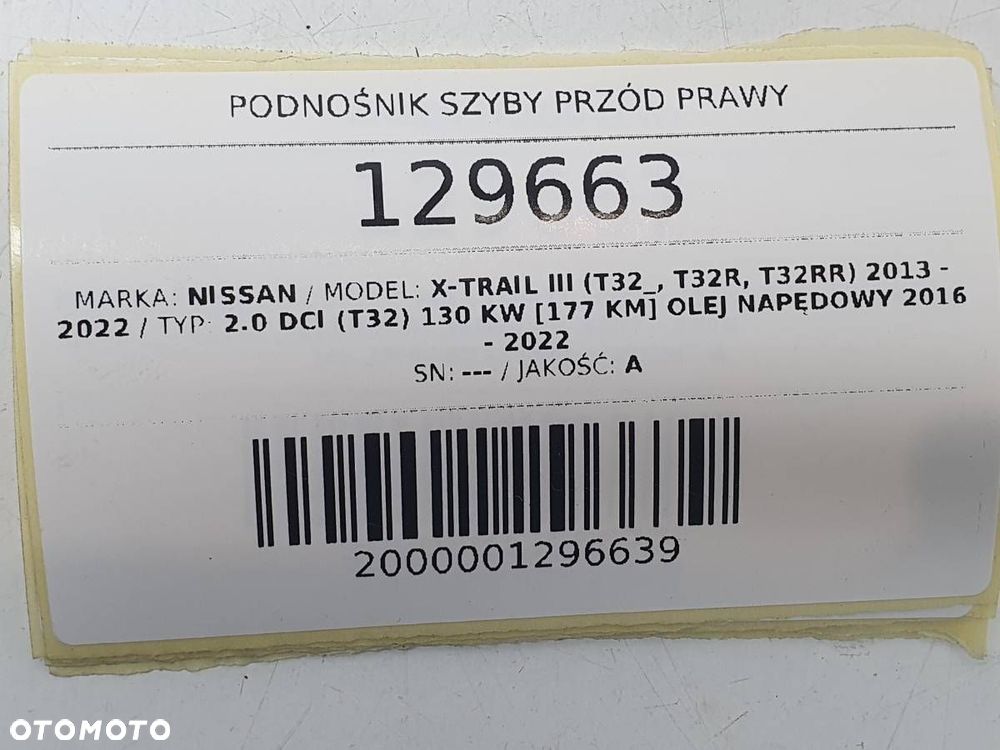 PODNOŚNIK SZYBY PRZÓD PRAWY
129663
MARKA: NISSAN / MODEL: X-TRAIL III (T32_, T32R, T32RR) 2013 -
2022 / TYP: 2.0 DCI (T32) 130 KW [177 KM] OLEJ NAPĘDOWY 2016
- 2022
SN: --- / JAKOŚĆ: A
2000001296639
OTOMOTO